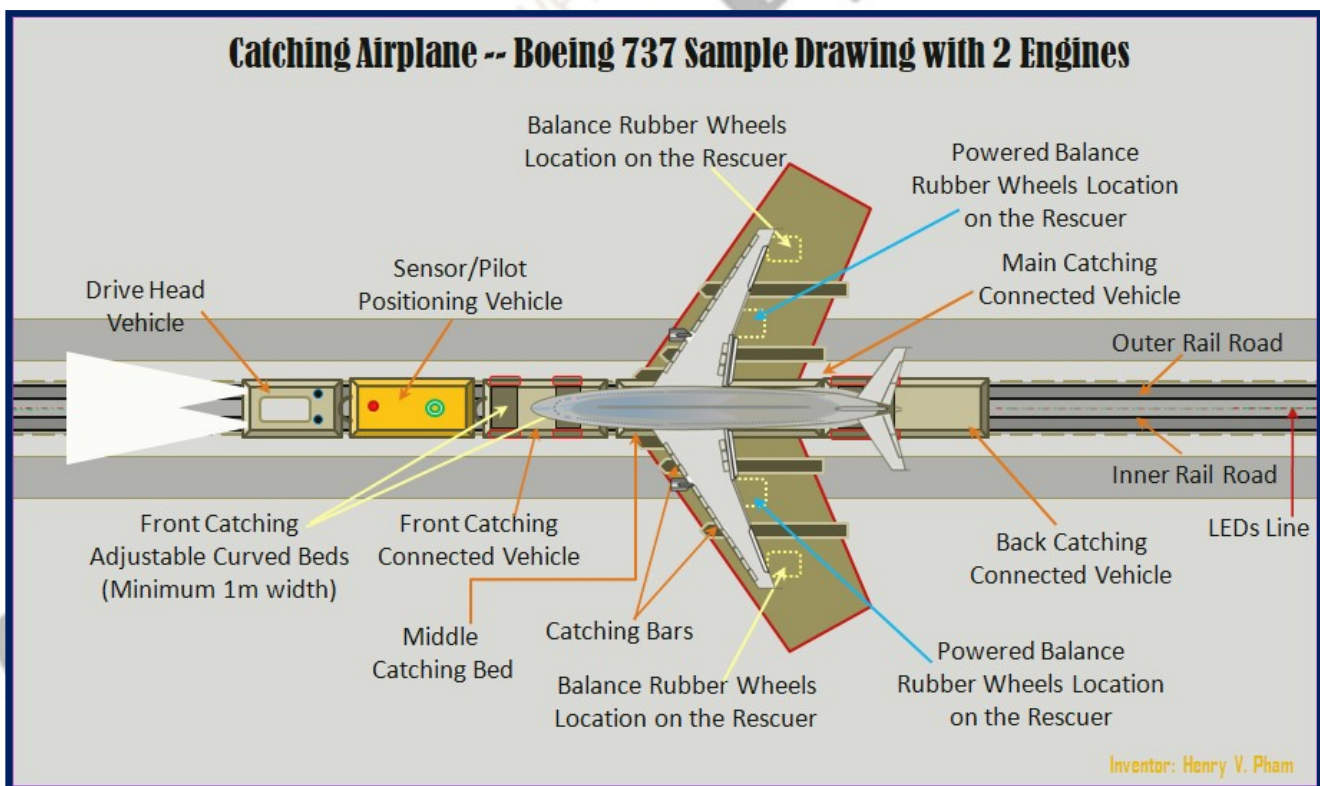 Catching Airplane -- Boeing 737 Sample Drawing with 2 Engines
Balance Rubber Wheels
Location on the Rescuer
Powered Balance
Rubber Wheels Location
on the Rescuer
Sensor/Pilot
Positioning Vehicle
Main Catching
Connected Vehicle
Drive Head
Vehicle
Outer Rail Road
Inner Rail Road
LEDs Line
Front Catching
Adjustable Curved Beds
(Minimum 1m width)
Front Catching
Connected Vehicle
Back Catching
Connected Vehicle
Middle
Catching Bed
Catching Bars
Balance Rubber Wheels
Location on the Rescuer
Powered Balance
Rubber Wheels Location
on the Rescuer
Inventor: Henry V. Pham